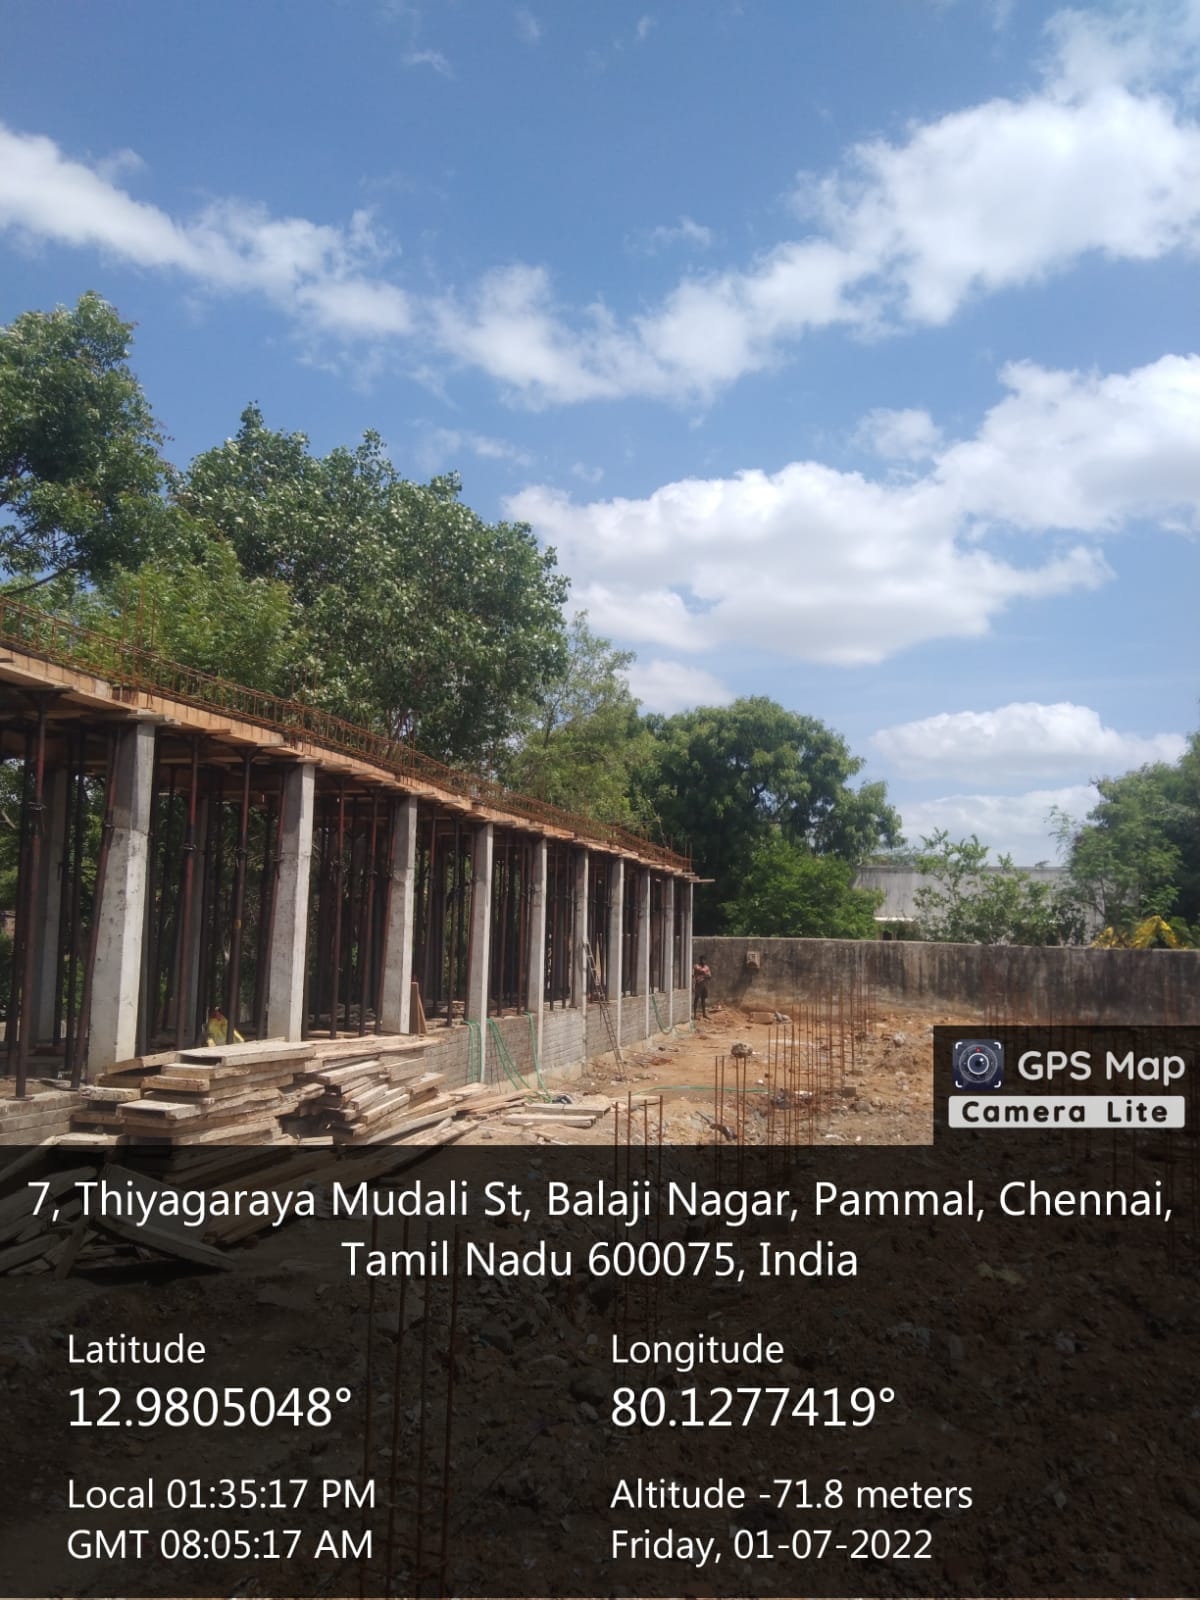 GPS Map
Camera Lite
7, Thiyagaraya Mudali St, Balaji Nagar, Pammal, Chennai,
Tamil Nadu 600075, India
Latitude
12.9805048°
Longitude
80.1277419°
Local 01:35:17 PM
GMT 08:05:17 AM
Altitude -71.8 meters
Friday, 01-07-2022